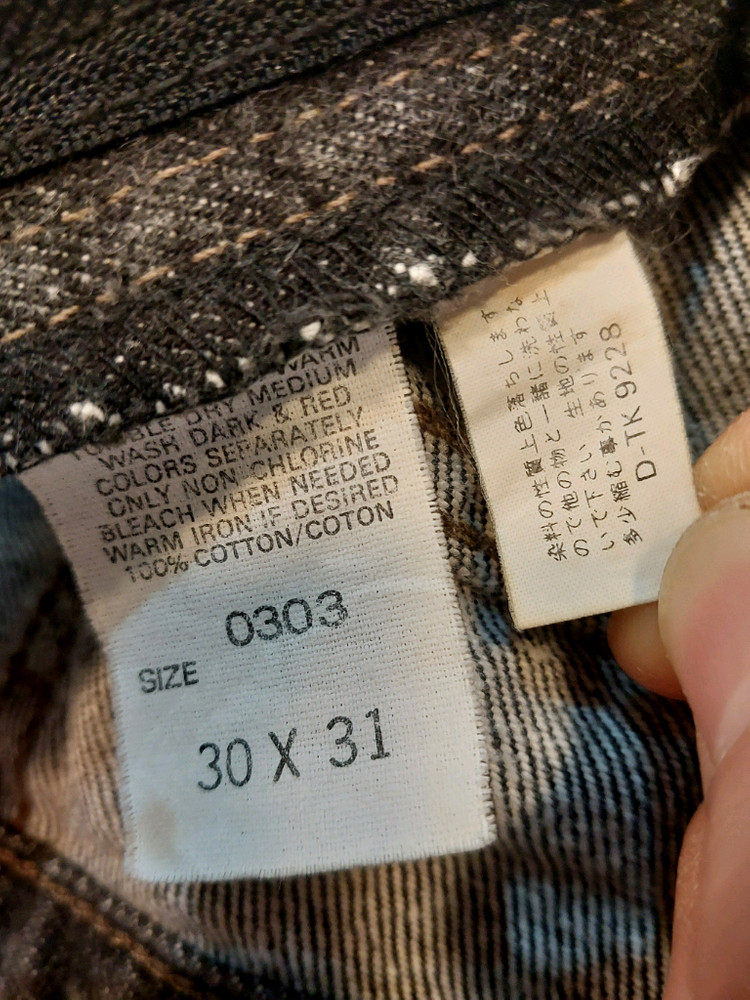 WARM
TUMBLE DRY MEDIUM
WASH DARK & RED
COLORS SEPARATELY
ONLY NON CHLORINE
BLEACH WHEN NEEDED
WARM IRON IF DESIRED
100% COTTON/COTON
0303
SIZE
30 X 31
染料の性質上色落ちします
ので他の物と一諸に洗わな
いで下さい 生地の性質上
多少縮む事があります
D-TK 9228